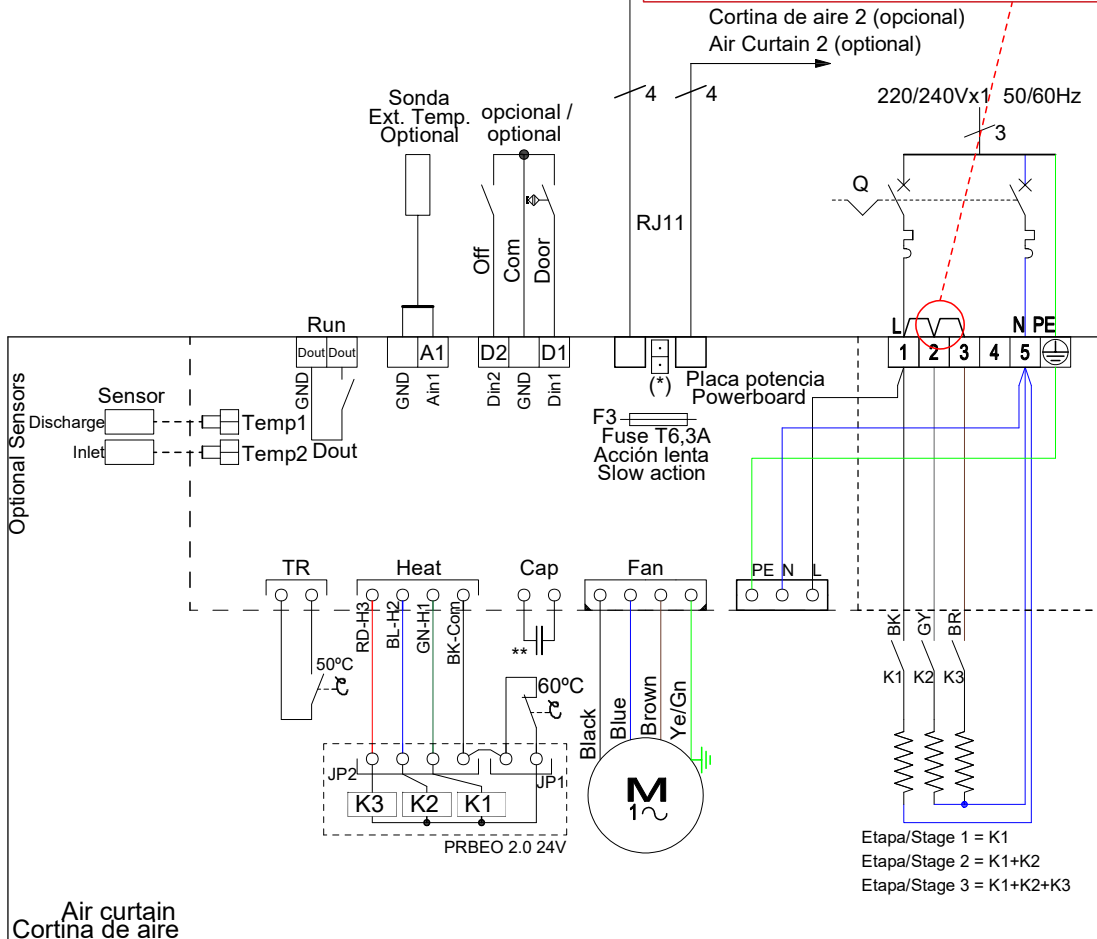 Cortina de aire 2 (opcional)
Air Curtain 2 (optional)
4
4
220/240Vx1 50/60Hz
3
Sonda
Ext. Temp.
Optional
opcional /
optional
Q
RJ11
Off
Com
Door
Run
L
N PE
Dout Dout
A1
D2
D1
1 2 3 4 5
GND
GND
Ain1
Din2
GND
Din1
(*)
Placa potencia
Powerboard
F3
Fuse T6,3A
Acción lenta
Slow action
Optional Sensors
Sensor
Discharge
Temp1
Inlet
Temp2
Dout
TR
Heat
Cap
Fan
PE N L
RD-H3
BL-H2
GN-H1
BK-Com
**
BK
GY
BR
50ºC
60ºC
K1
K2
K3
Black
Blue
Brown
Ye/Gn
JP2
JP1
K3
K2
K1
M
1~
PRBEO 2.0 24V
Etapa/Stage 1 = K1
Etapa/Stage 2 = K1+K2
Etapa/Stage 3 = K1+K2+K3
Air curtain
Cortina de aire